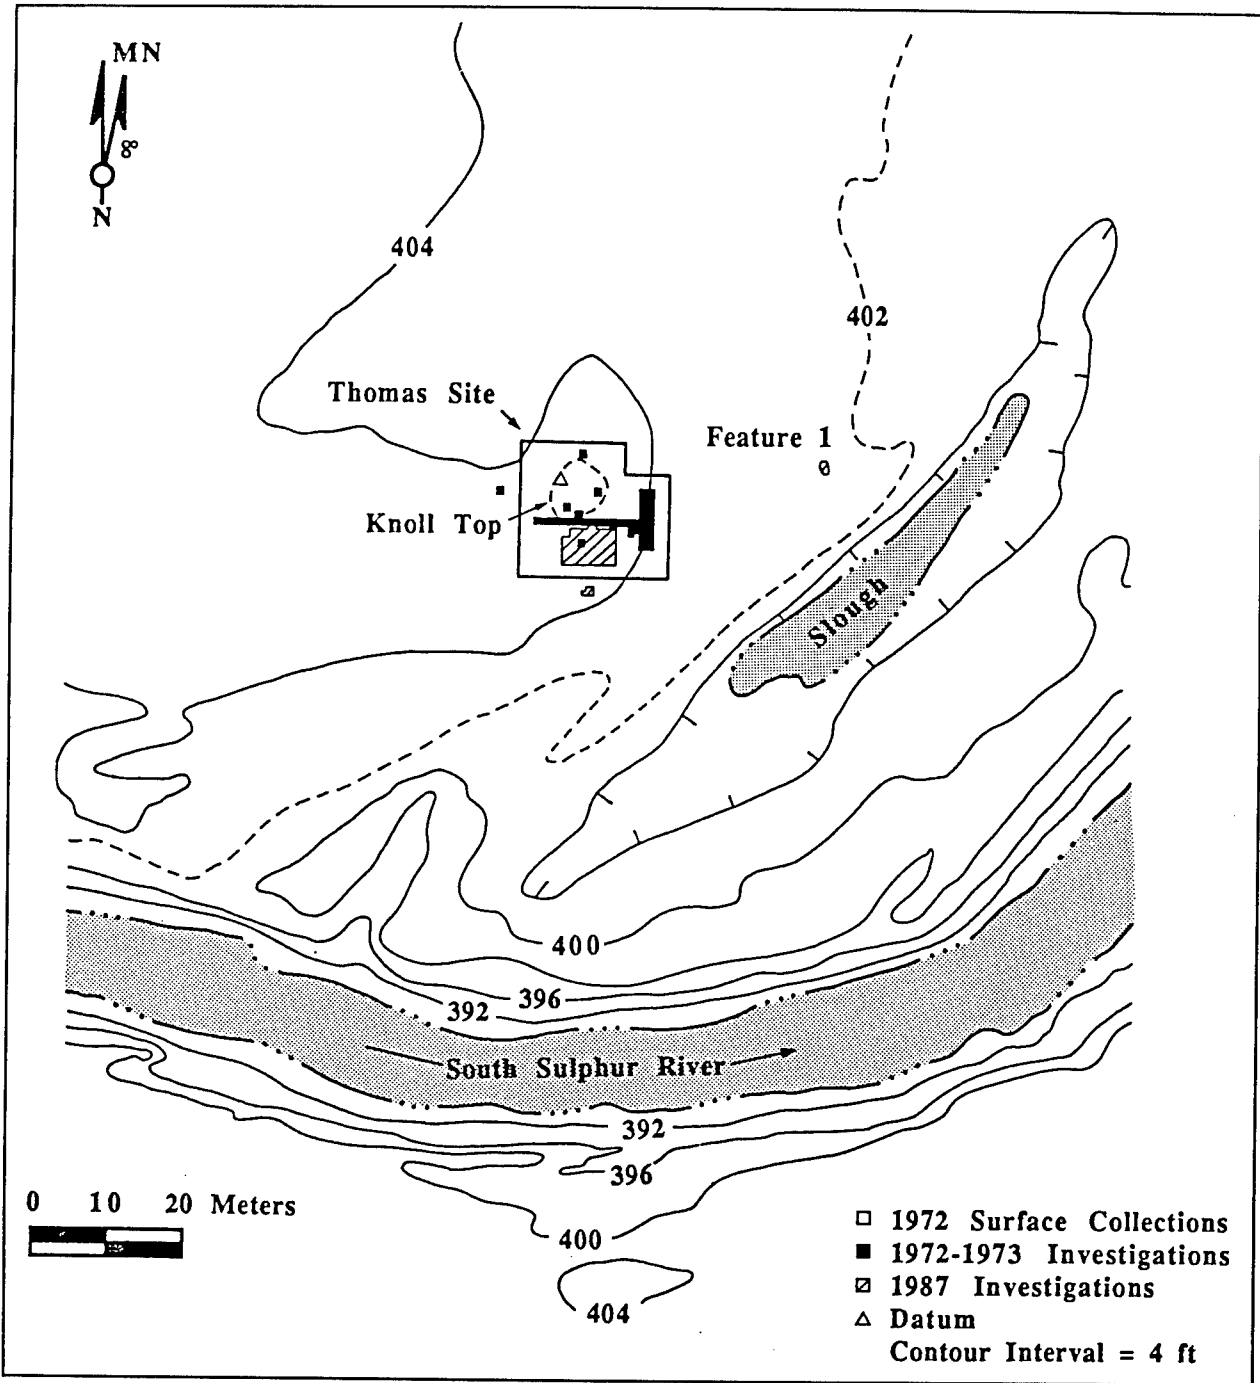 MN
8°
N
404
402
Thomas Site
Feature 1
Knoll Top
Slough
400
396
392
South Sulphur River
392
396
400
404
0 10 20 Meters
1972 Surface Collections
1972-1973 Investigations
1987 Investigations
Datum
Contour Interval = 4 ft